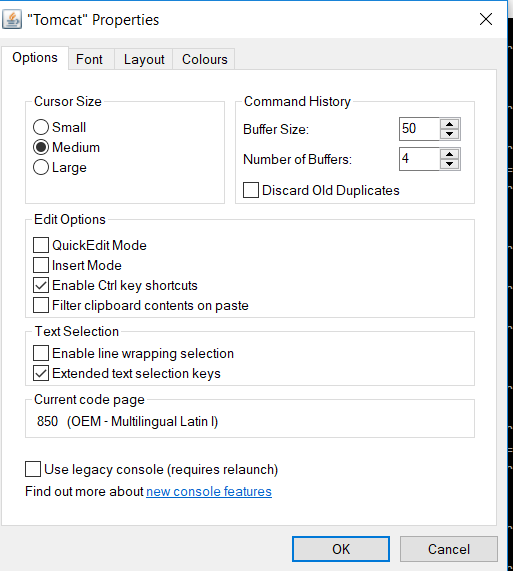 "Tomcat" Properties
Options Font Layout Colours
Cursor Size
Small
Medium
Large
Command History
Buffer Size: 50
Number of Buffers: 4
Discard Old Duplicates
Edit Options
QuickEdit Mode
Insert Mode
Enable Ctrl key shortcuts
Filter clipboard contents on paste
Text Selection
Enable line wrapping selection
Extended text selection keys
Current code page
850 (OEM - Multilingual Latin I)
Use legacy console (requires relaunch)
Find out more about new console features
OK Cancel